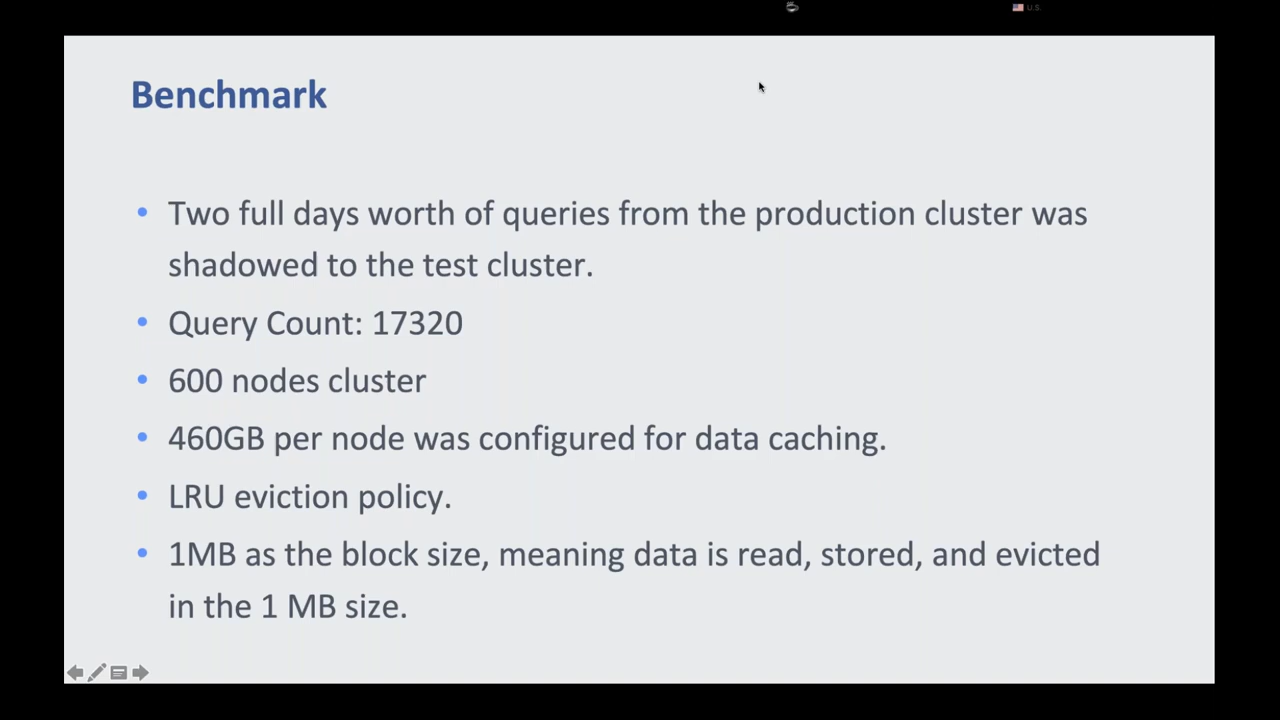 U.S.
Benchmark
• Two full days worth of queries from the production cluster was
shadowed to the test cluster.
• Query Count: 17320
• 600 nodes cluster
• 460GB per node was configured for data caching.
• LRU eviction policy.
• 1MB as the block size, meaning data is read, stored, and evicted
in the 1 MB size.